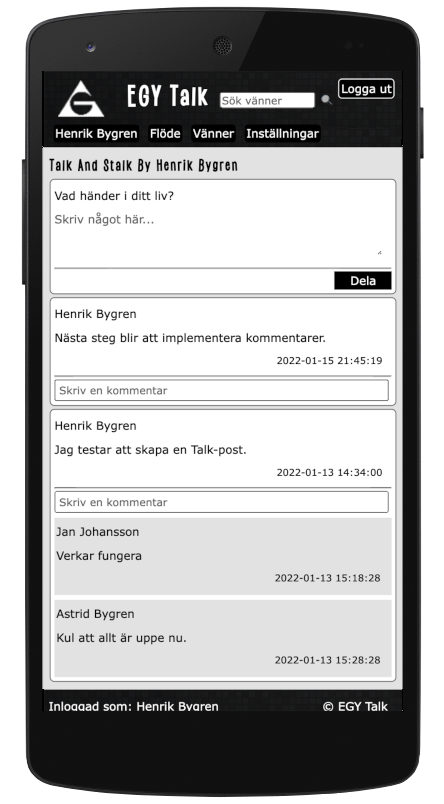 EGY Talk
Sök vänner
Logga ut
Henrik Bygren Flöde Vänner Inställningar
Talk And Stalk By Henrik Bygren
Vad händer i ditt liv?
Skriv något här...
Dela
Henrik Bygren
Nästa steg blir att implementera kommentarer.
2022-01-15 21:45:19
Skriv en kommentar
Henrik Bygren
Jag testar att skapa en Talk-post.
2022-01-13 14:34:00
Skriv en kommentar
Jan Johansson
Verkar fungera
2022-01-13 15:18:28
Astrid Bygren
Kul att allt är uppe nu.
2022-01-13 15:28:28
Inloggad som: Henrik Bygren © EGY Talk